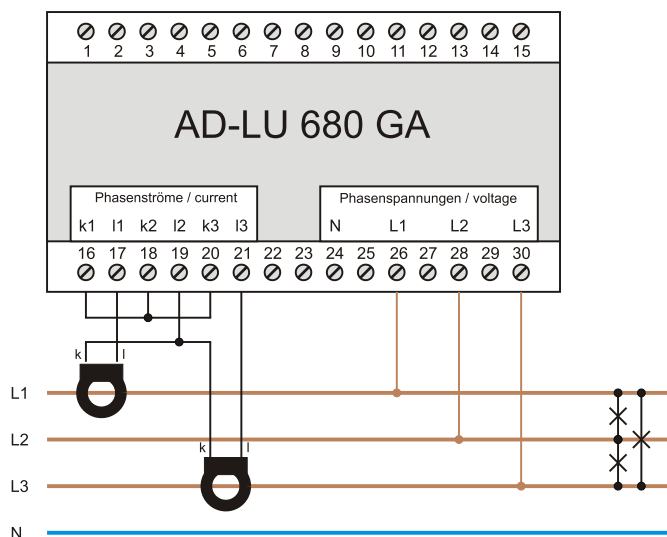 1 2 3 4 5 6 7 8 9 10 11 12 13 14 15
AD-LU 680 GA
Phasenströme / current
Phasenspannungen / voltage
k1 l1 k2 l2 k3 l3
N L1 L2 L3
16 17 18 19 20 21 22 23 24 25 26 27 28 29 30
k l
L1
L2
k l
L3
N